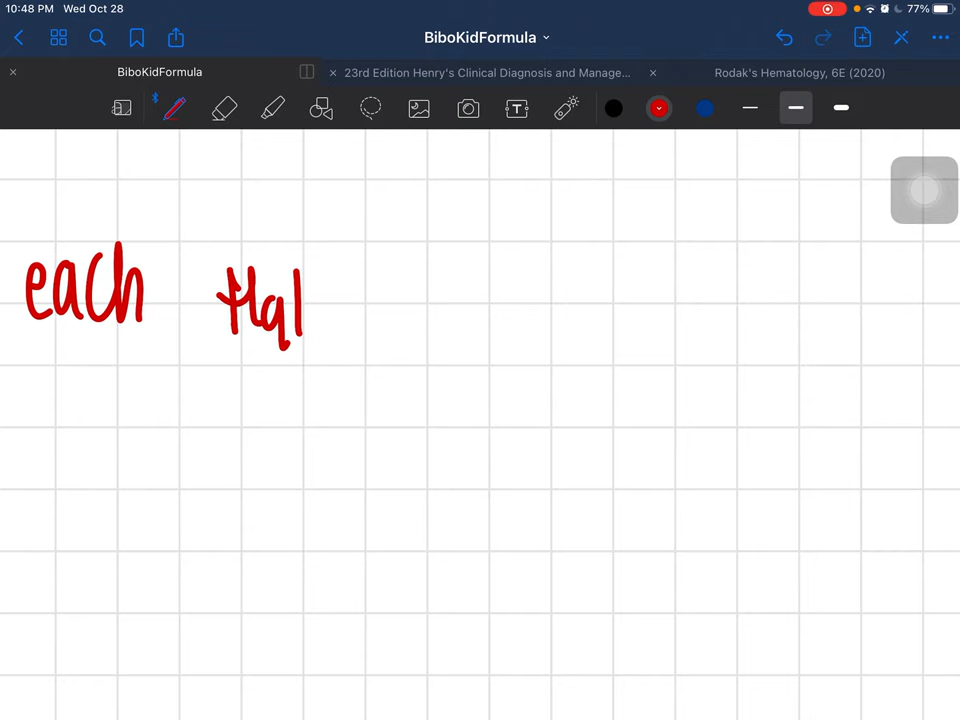 10:48 PM Wed Oct 28
77%
BiboKidFormula
BiboKidFormula
23rd Edition Henry's Clinical Diagnosis and Manage...
Rodak's Hematology, 6E (2020)
T
each